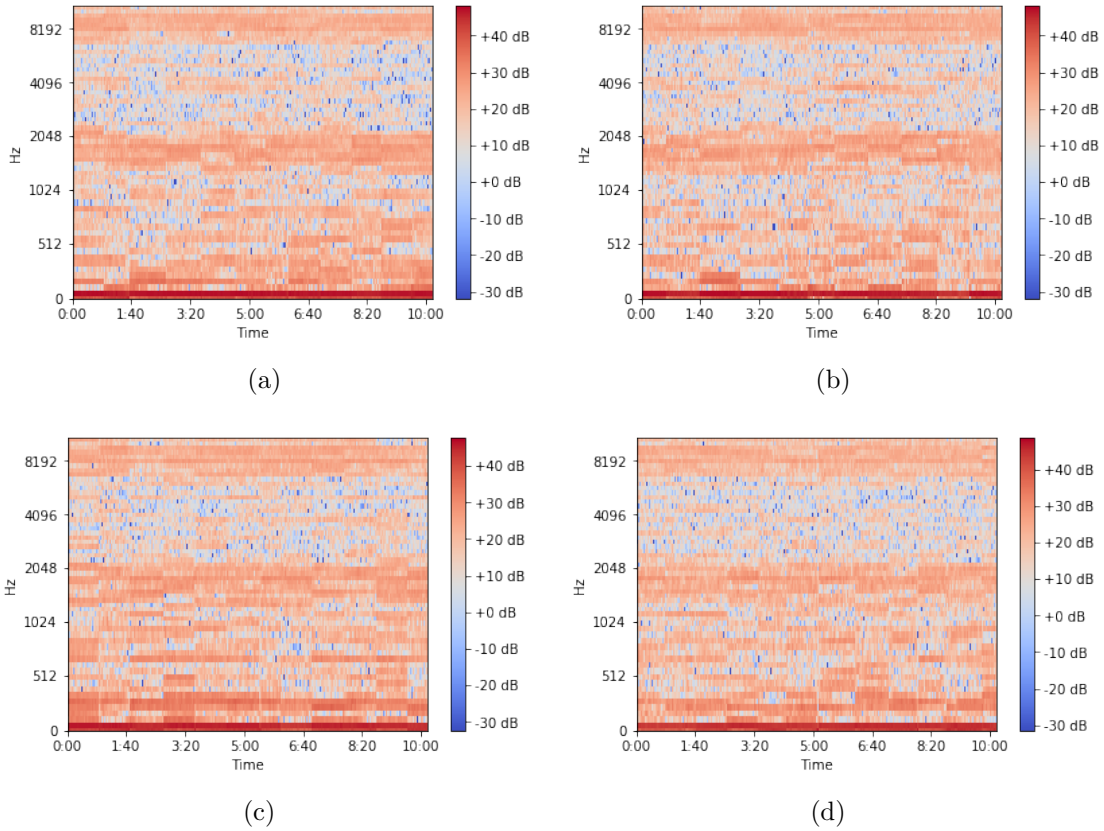 8192
4096
2048
1024
512
0
Hz
0:00 1:40 3:20 5:00 6:40 8:20 10:00
Time
+40 dB
+30 dB
+20 dB
+10 dB
+0 dB
-10 dB
-20 dB
-30 dB
(a)
8192
4096
2048
1024
512
0
Hz
0:00 1:40 3:20 5:00 6:40 8:20 10:00
Time
+40 dB
+30 dB
+20 dB
+10 dB
+0 dB
-10 dB
-20 dB
-30 dB
(b)
8192
4096
2048
1024
512
0
Hz
0:00 1:40 3:20 5:00 6:40 8:20 10:00
Time
+40 dB
+30 dB
+20 dB
+10 dB
+0 dB
-10 dB
-20 dB
-30 dB
(c)
8192
4096
2048
1024
512
0
Hz
0:00 1:40 3:20 5:00 6:40 8:20 10:00
Time
+40 dB
+30 dB
+20 dB
+10 dB
+0 dB
-10 dB
-20 dB
-30 dB
(d)